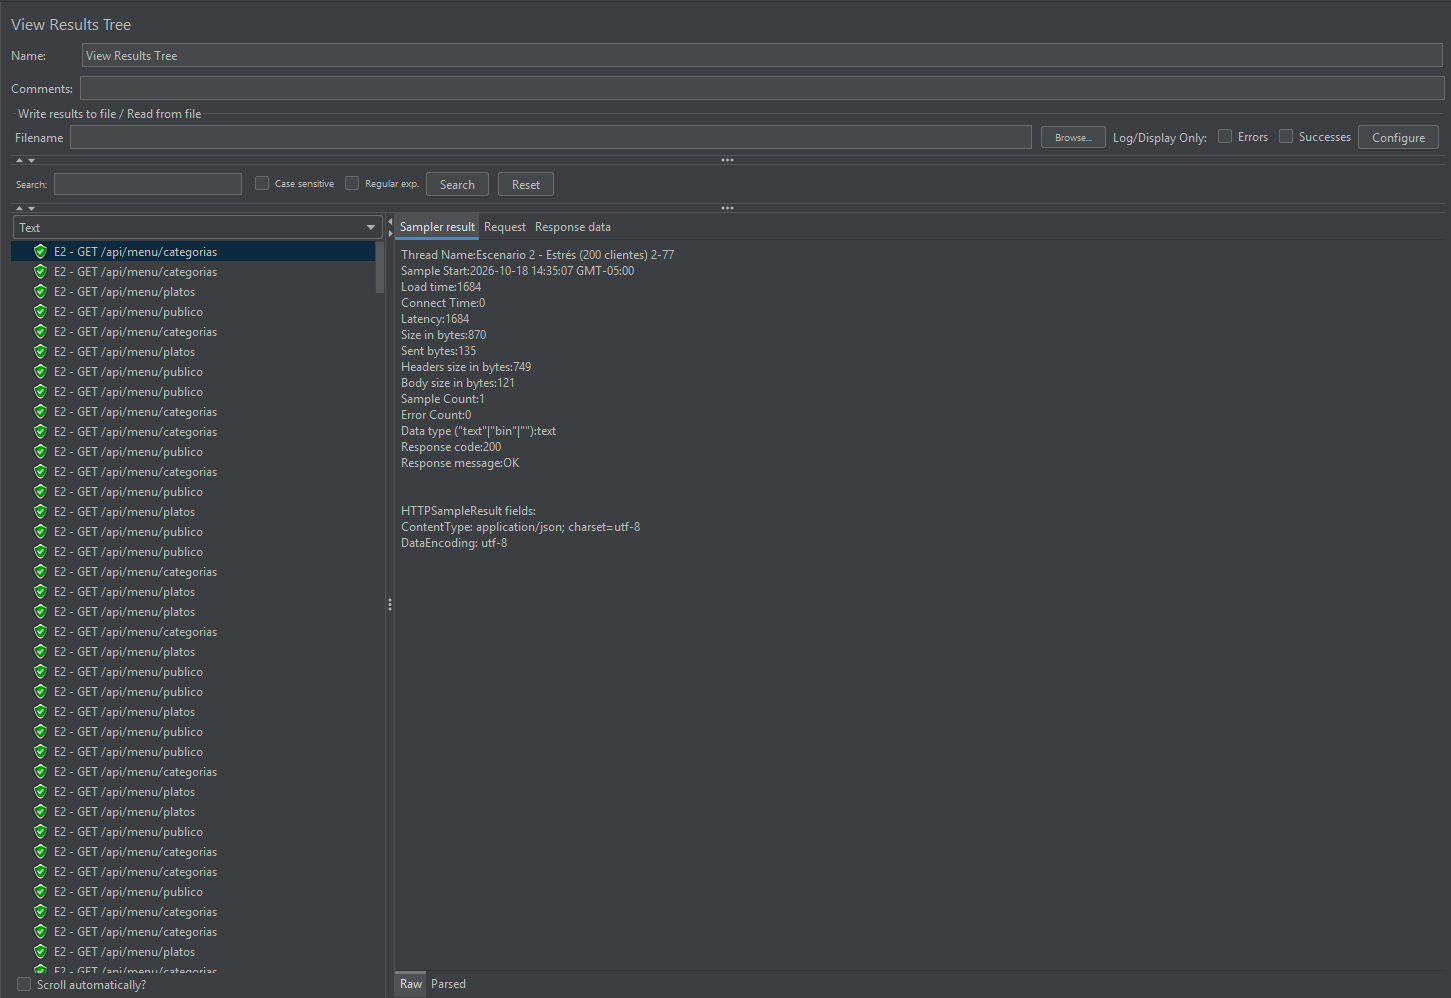 View Results Tree
Name: View Results Tree
Comments:
Write results to file / Read from file
Filename Browse... Log/Display Only: Errors Successes Configure
Search: Case sensitive Regular exp. Search Reset
Text
E2 - GET /api/menu/categorias
E2 - GET /api/menu/categorias
E2 - GET /api/menu/platos
E2 - GET /api/menu/publico
E2 - GET /api/menu/categorias
E2 - GET /api/menu/platos
E2 - GET /api/menu/publico
E2 - GET /api/menu/publico
E2 - GET /api/menu/categorias
E2 - GET /api/menu/categorias
E2 - GET /api/menu/publico
E2 - GET /api/menu/categorias
E2 - GET /api/menu/publico
E2 - GET /api/menu/platos
E2 - GET /api/menu/publico
E2 - GET /api/menu/publico
E2 - GET /api/menu/categorias
E2 - GET /api/menu/platos
E2 - GET /api/menu/platos
E2 - GET /api/menu/categorias
E2 - GET /api/menu/platos
E2 - GET /api/menu/publico
E2 - GET /api/menu/publico
E2 - GET /api/menu/platos
E2 - GET /api/menu/publico
E2 - GET /api/menu/publico
E2 - GET /api/menu/categorias
E2 - GET /api/menu/platos
E2 - GET /api/menu/platos
E2 - GET /api/menu/publico
E2 - GET /api/menu/categorias
E2 - GET /api/menu/categorias
E2 - GET /api/menu/publico
E2 - GET /api/menu/categorias
E2 - GET /api/menu/categorias
E2 - GET /api/menu/platos
E2 - GET /api/menu/categorias
Scroll automatically?
Sampler result Request Response data
Thread Name:Escenario 2 - Estrés (200 clientes) 2-77
Sample Start:2026-10-18 14:35:07 GMT-05:00
Load time:1684
Connect Time:0
Latency:1684
Size in bytes:870
Sent bytes:135
Headers size in bytes:749
Body size in bytes:121
Sample Count:1
Error Count:0
Data type ("text"|"bin"|""):text
Response code:200
Response message:OK
HTTPSampleResult fields:
ContentType: application/json; charset=utf-8
DataEncoding: utf-8
Raw Parsed